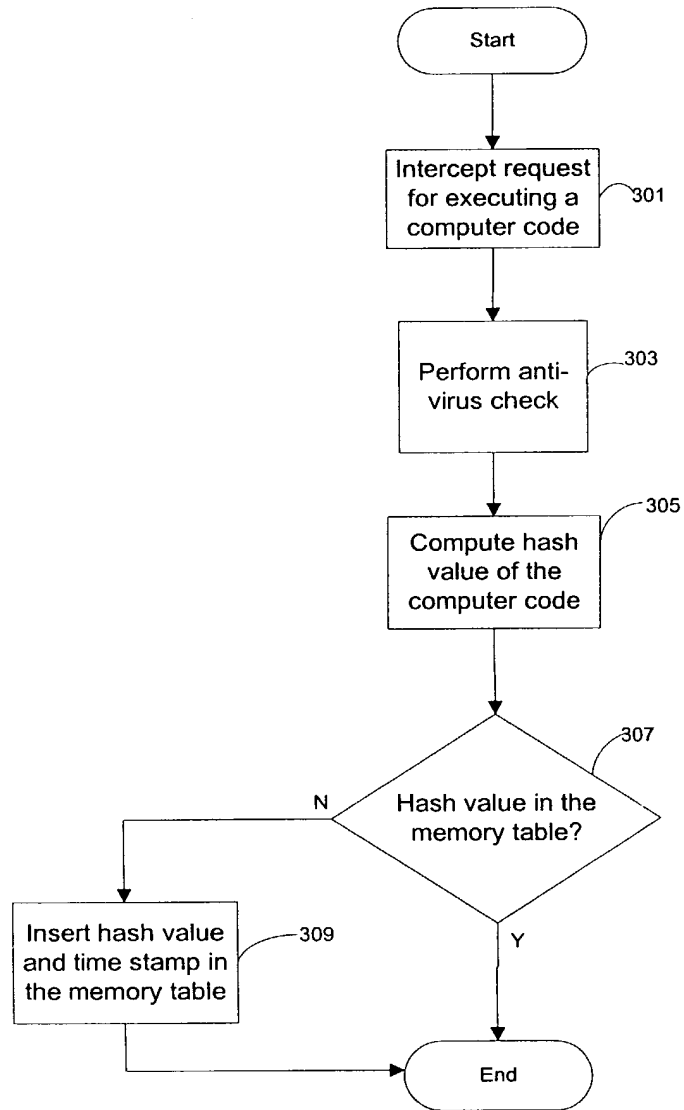 Start
Intercept request
for executing a
computer code
301
Perform anti-
virus check
303
Compute hash
value of the
computer code
305
Hash value in the
memory table?
307
N
Y
Insert hash value
and time stamp in
the memory table
309
End